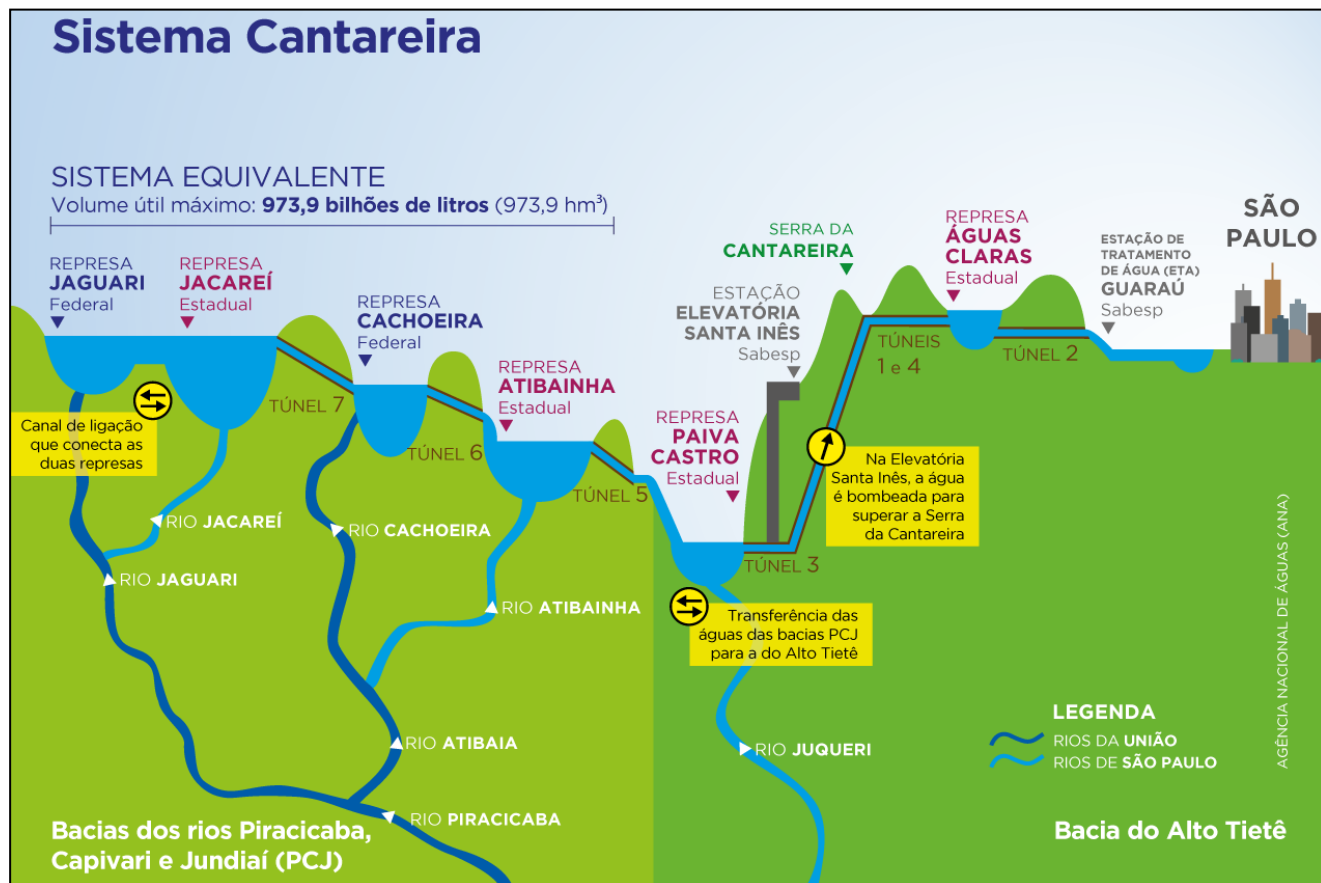 Sistema Cantareira
SISTEMA EQUIVALENTE
Volume útil máximo: 973,9 bilhões de litros (973,9 hm³)
REPRESA
JAGUARI
Federal
REPRESA
JACAREÍ
Estadual
REPRESA
CACHOEIRA
Federal
REPRESA
ATIBAINHA
Estadual
REPRESA
PAIVA
CASTRO
Estadual
ESTAÇÃO
ELEVATÓRIA
SANTA INÊS
Sabesp
SERRA DA
CANTAREIRA
REPRESA
ÁGUAS
CLARAS
Estadual
ESTAÇÃO DE
TRATAMENTO
DE ÁGUA (ETA)
GUARAÚ
Sabesp
SÃO
PAULO
TÚNEL 7
TÚNEL 6
TÚNEL 5
TÚNEL 3
TÚNEIS
1 e 4
TÚNEL 2
Canal de ligação
que conecta as
duas represas
Na Elevatória
Santa Inês, a água
é bombeada para
superar a Serra
da Cantareira
Transferência das
águas das bacias PCJ
para a do Alto Tietê
RIO JACAREÍ
RIO JAGUARI
RIO CACHOEIRA
RIO ATIBAINHA
RIO ATIBAIA
RIO PIRACICABA
RIO JUQUERI
LEGENDA
RIOS DA UNIÃO
RIOS DE SÃO PAULO
Bacias dos rios Piracicaba,
Capivari e Jundiaí (PCJ)
Bacia do Alto Tietê
AGÊNCIA NACIONAL DE ÁGUAS (ANA)